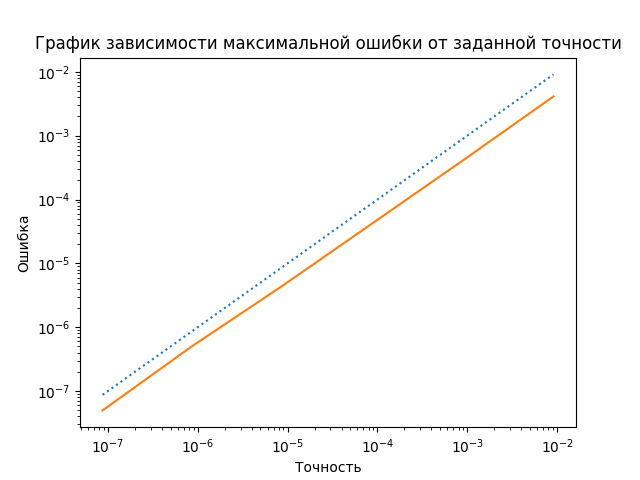 График зависимости максимальной ошибки от заданной точности
10⁻²
10⁻³
10⁻⁴
10⁻⁵
10⁻⁶
10⁻⁷
Ошибка
10⁻⁷ 10⁻⁶ 10⁻⁵ 10⁻⁴ 10⁻³ 10⁻²
Точность